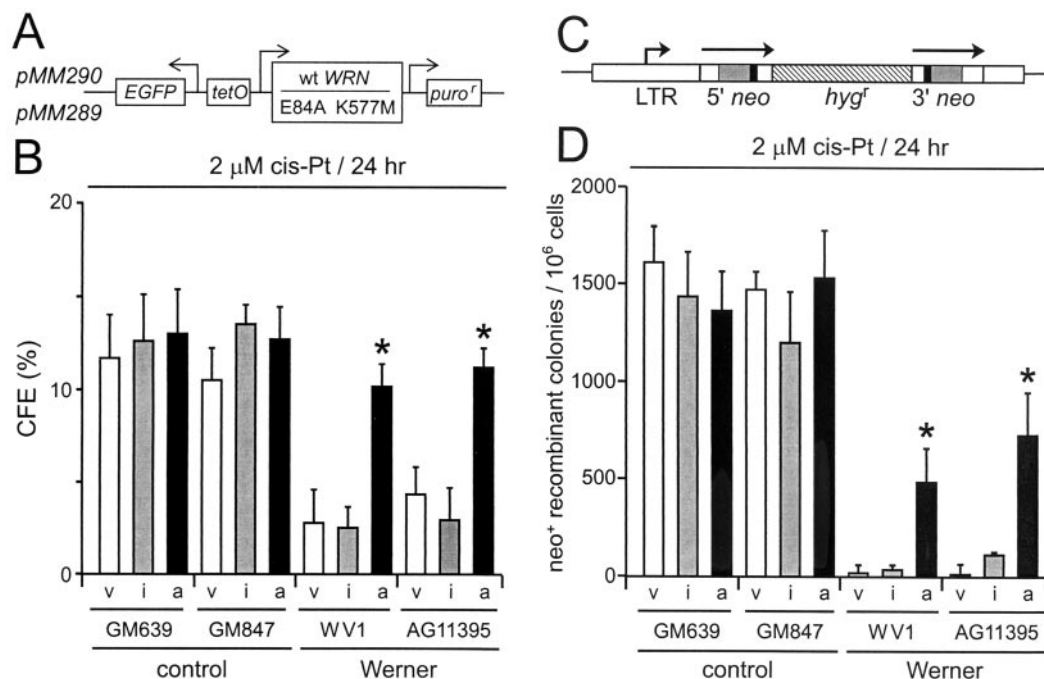 A
pMM290
pMM289
EGFP
tetO
wt WRN
E84A K577M
puro^r
B
2 μM cis-Pt / 24 hr
20
10
0
CFE (%)
*
*
v i a v i a v i a v i a
GM639 GM847 WV1 AG11395
control Werner
C
LTR
5' neo
hyg^r
3' neo
D
2 μM cis-Pt / 24 hr
2000
1500
1000
500
0
neo⁺ recombinant colonies / 10⁶ cells
*
*
v i a v i a v i a v i a
GM639 GM847 WV1 AG11395
control Werner